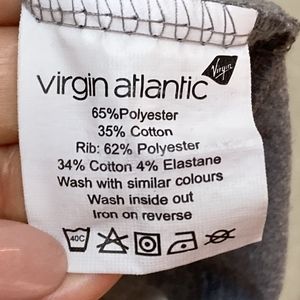 virgin atlantic
Virgin
65%Polyester
35% Cotton
Rib: 62% Polyester
34% Cotton 4% Elastane
Wash with similar colours
Wash inside out
Iron on reverse
40C